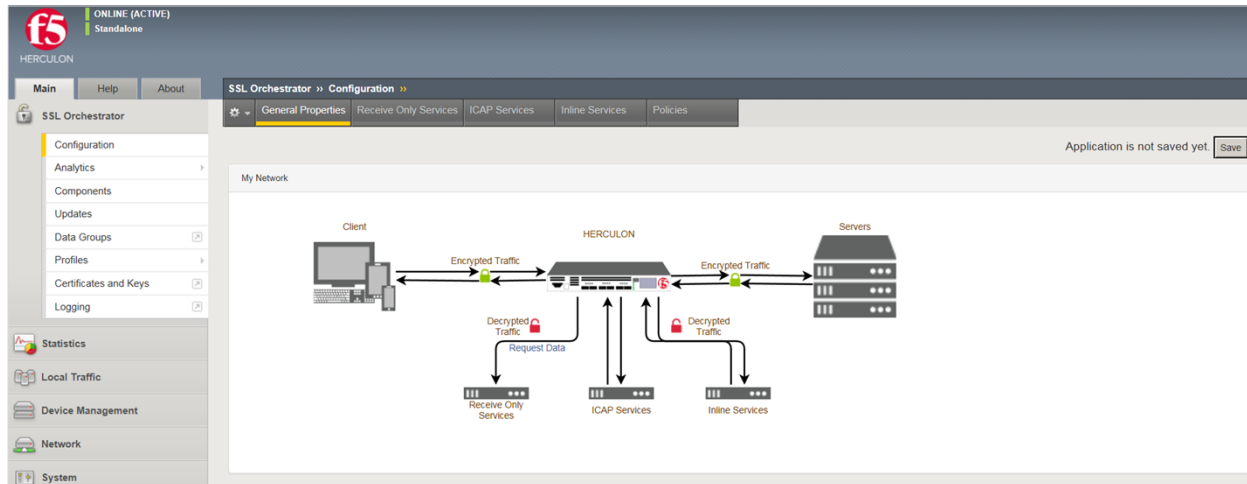 f5
ONLINE (ACTIVE)
Standalone
HERCULON
Main
Help
About
SSL Orchestrator
Configuration
Analytics
Components
Updates
Data Groups
Profiles
Certificates and Keys
Logging
Statistics
Local Traffic
Device Management
Network
System
SSL Orchestrator ›› Configuration ››
General Properties
Receive Only Services
ICAP Services
Inline Services
Policies
Application is not saved yet. Save
My Network
Client
HERCULON
Servers
Encrypted Traffic
Encrypted Traffic
f5
Decrypted
Traffic
Request Data
Decrypted
Traffic
Receive Only
Services
ICAP Services
Inline Services